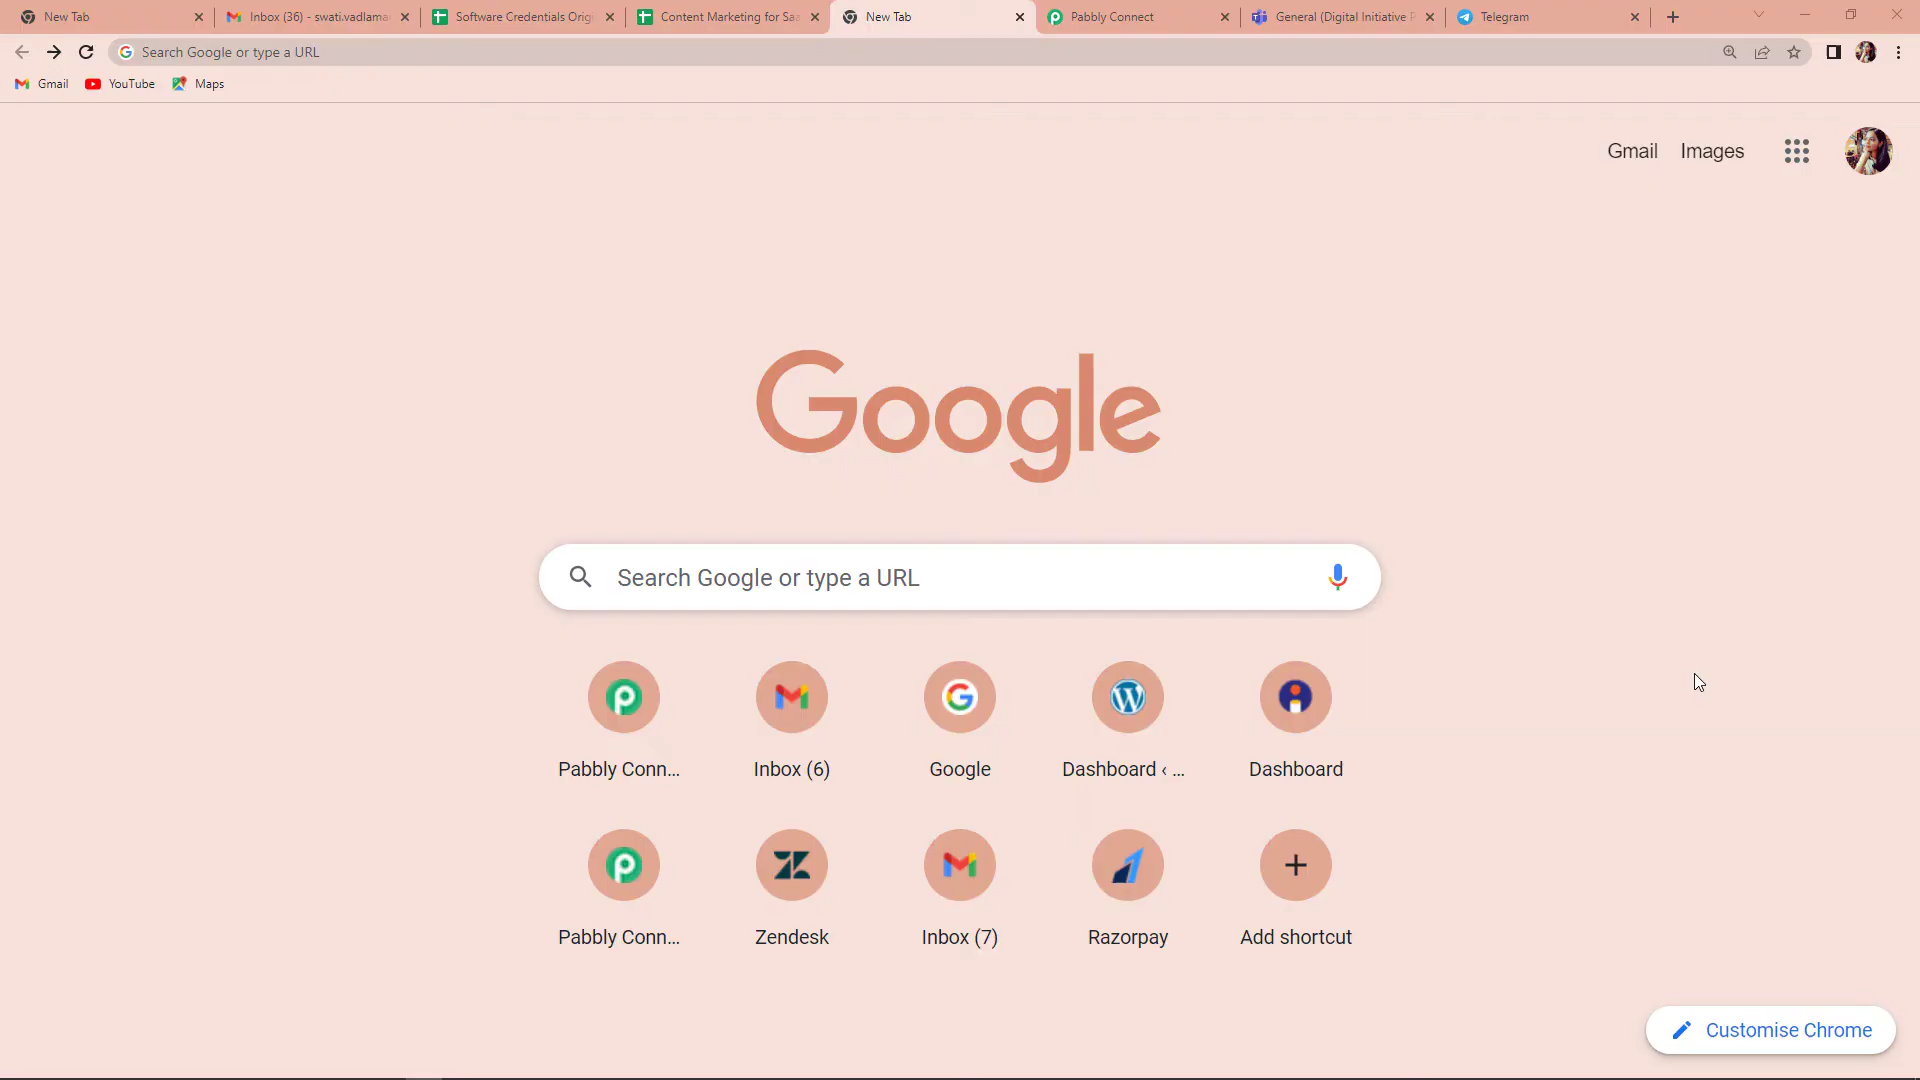 New Tab
Inbox (36) - swati.vadlama
Software Credentials Orig
Content Marketing for Saa
New Tab
Pabbly Connect
General (Digital Initiative P
Telegram
Search Google or type a URL
Gmail
YouTube
Maps
Gmail
Images
Google
Search Google or type a URL
Pabbly Conn...
Inbox (6)
Google
Dashboard ‹ ...
Dashboard
Pabbly Conn...
Zendesk
Inbox (7)
Razorpay
Add shortcut
Customise Chrome